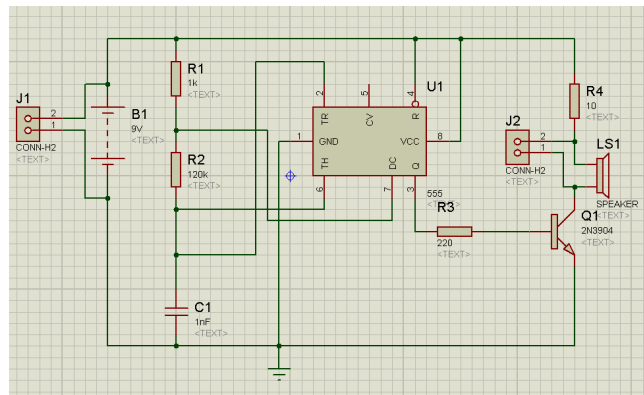 J1
2
1
CONN-H2
<TEXT>
B1
9V
<TEXT>
R1
1k
<TEXT>
R2
120k
<TEXT>
C1
1nF
<TEXT>
U1
2
5
4
TR
CV
R
1
GND
VCC
8
TH
DC
Q
6
7
3
555
<TEXT>
R3
220
<TEXT>
J2
2
1
CONN-H2
<TEXT>
R4
10
<TEXT>
LS1
SPEAKER
<TEXT>
Q1
2N3904
<TEXT>